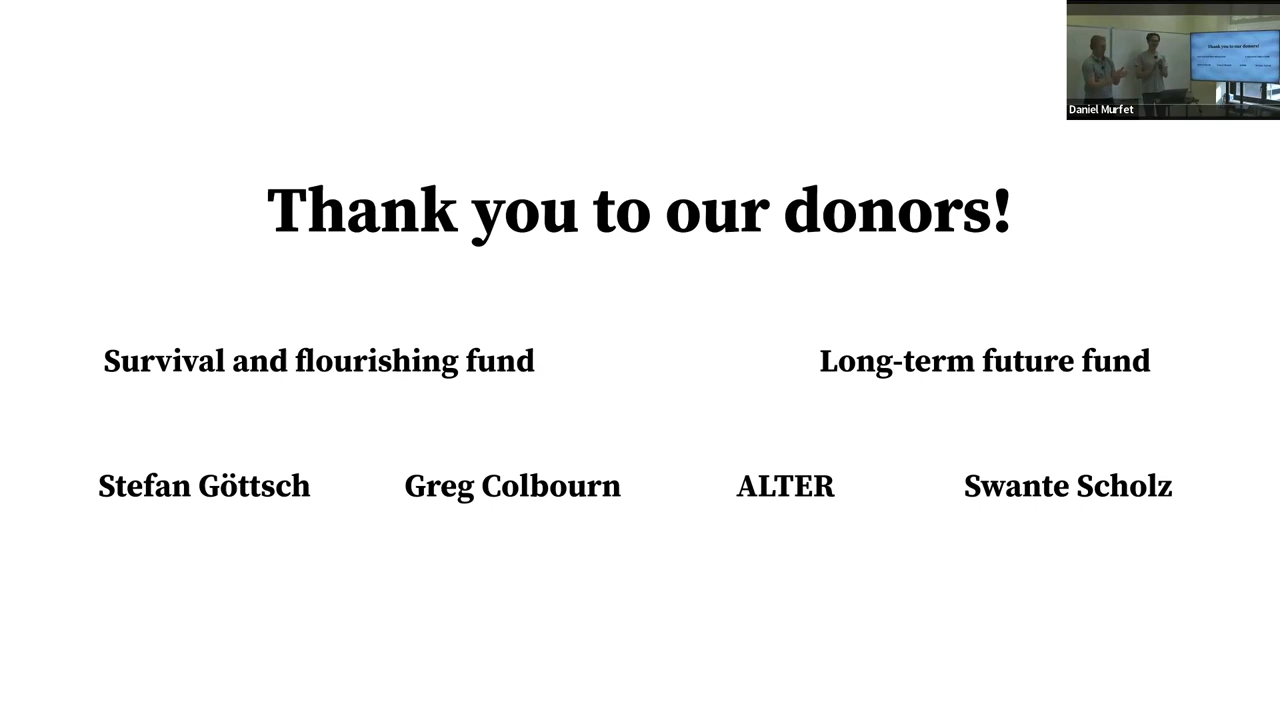 Daniel Murfet
Thank you to our donors!
Survival and flourishing fund
Long-term future fund
Stefan Göttsch
Greg Colbourn
ALTER
Swante Scholz